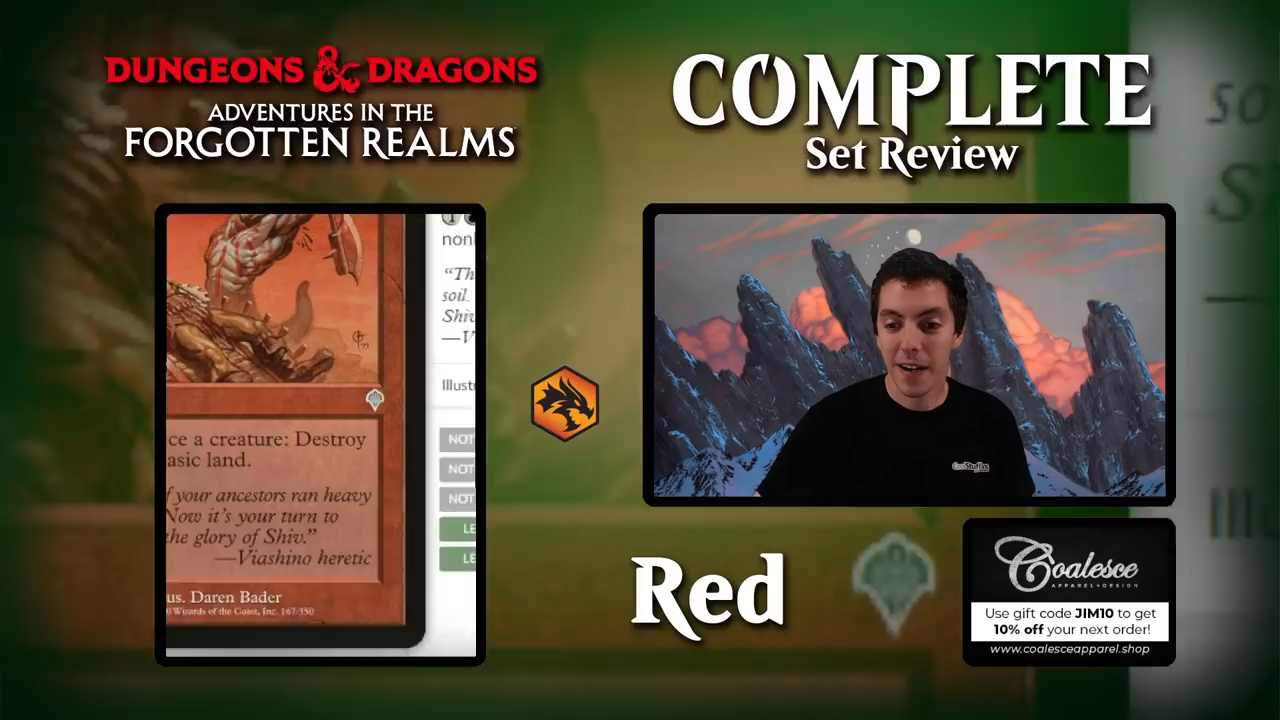 DUNGEONS & DRAGONS
ADVENTURES IN THE
FORGOTTEN REALMS
COMPLETE
Set Review
non
"Th
soil.
Shiv
—V
Illust
ce a creature: Destroy
asic land.
f your ancestors ran heavy
Now it's your turn to
the glory of Shiv."
—Viashino heretic
us. Daren Bader
Wizards of the Coast, Inc. 167/350
NOT
NOT
NOT
LE
LE
Red
Coalesce
APPAREL+DESIGN
Use gift code JIM10 to get
10% off your next order!
www.coalesceapparel.shop